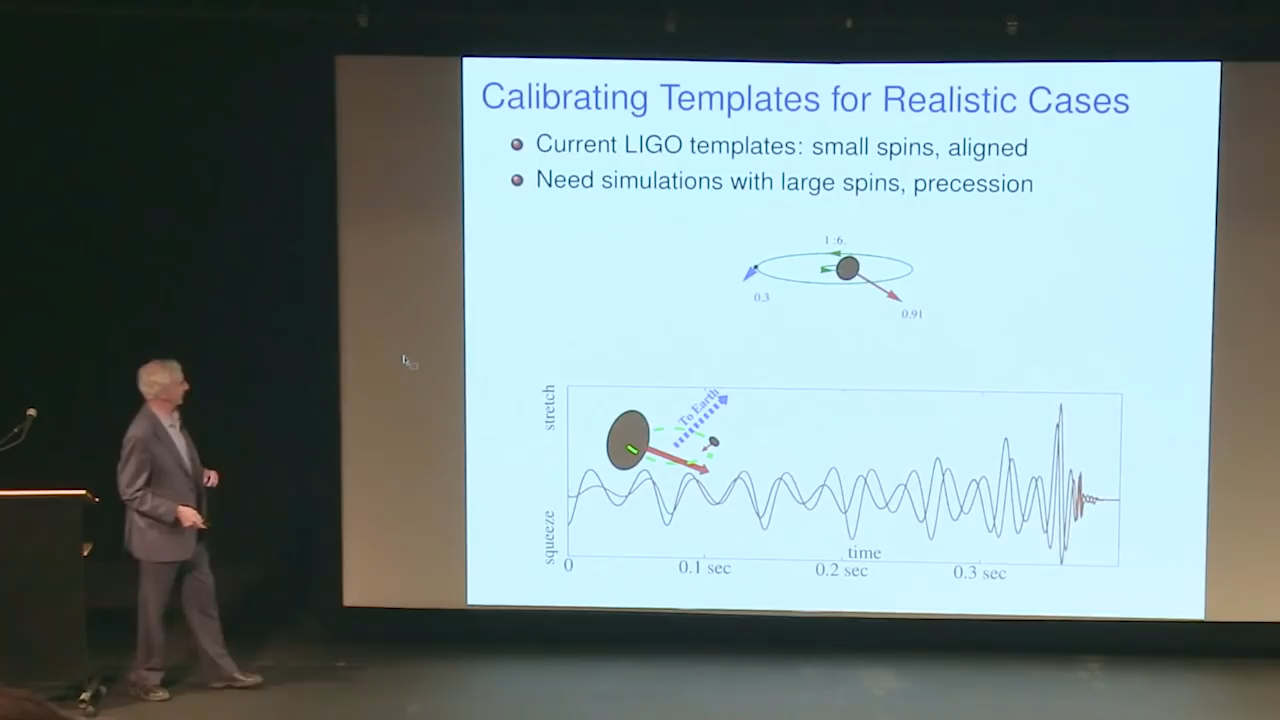 Calibrating Templates for Realistic Cases
Current LIGO templates: small spins, aligned
Need simulations with large spins, precession
1:6.
0.3
0.91
stretch
To Earth
squeeze
time
0
0.1 sec
0.2 sec
0.3 sec